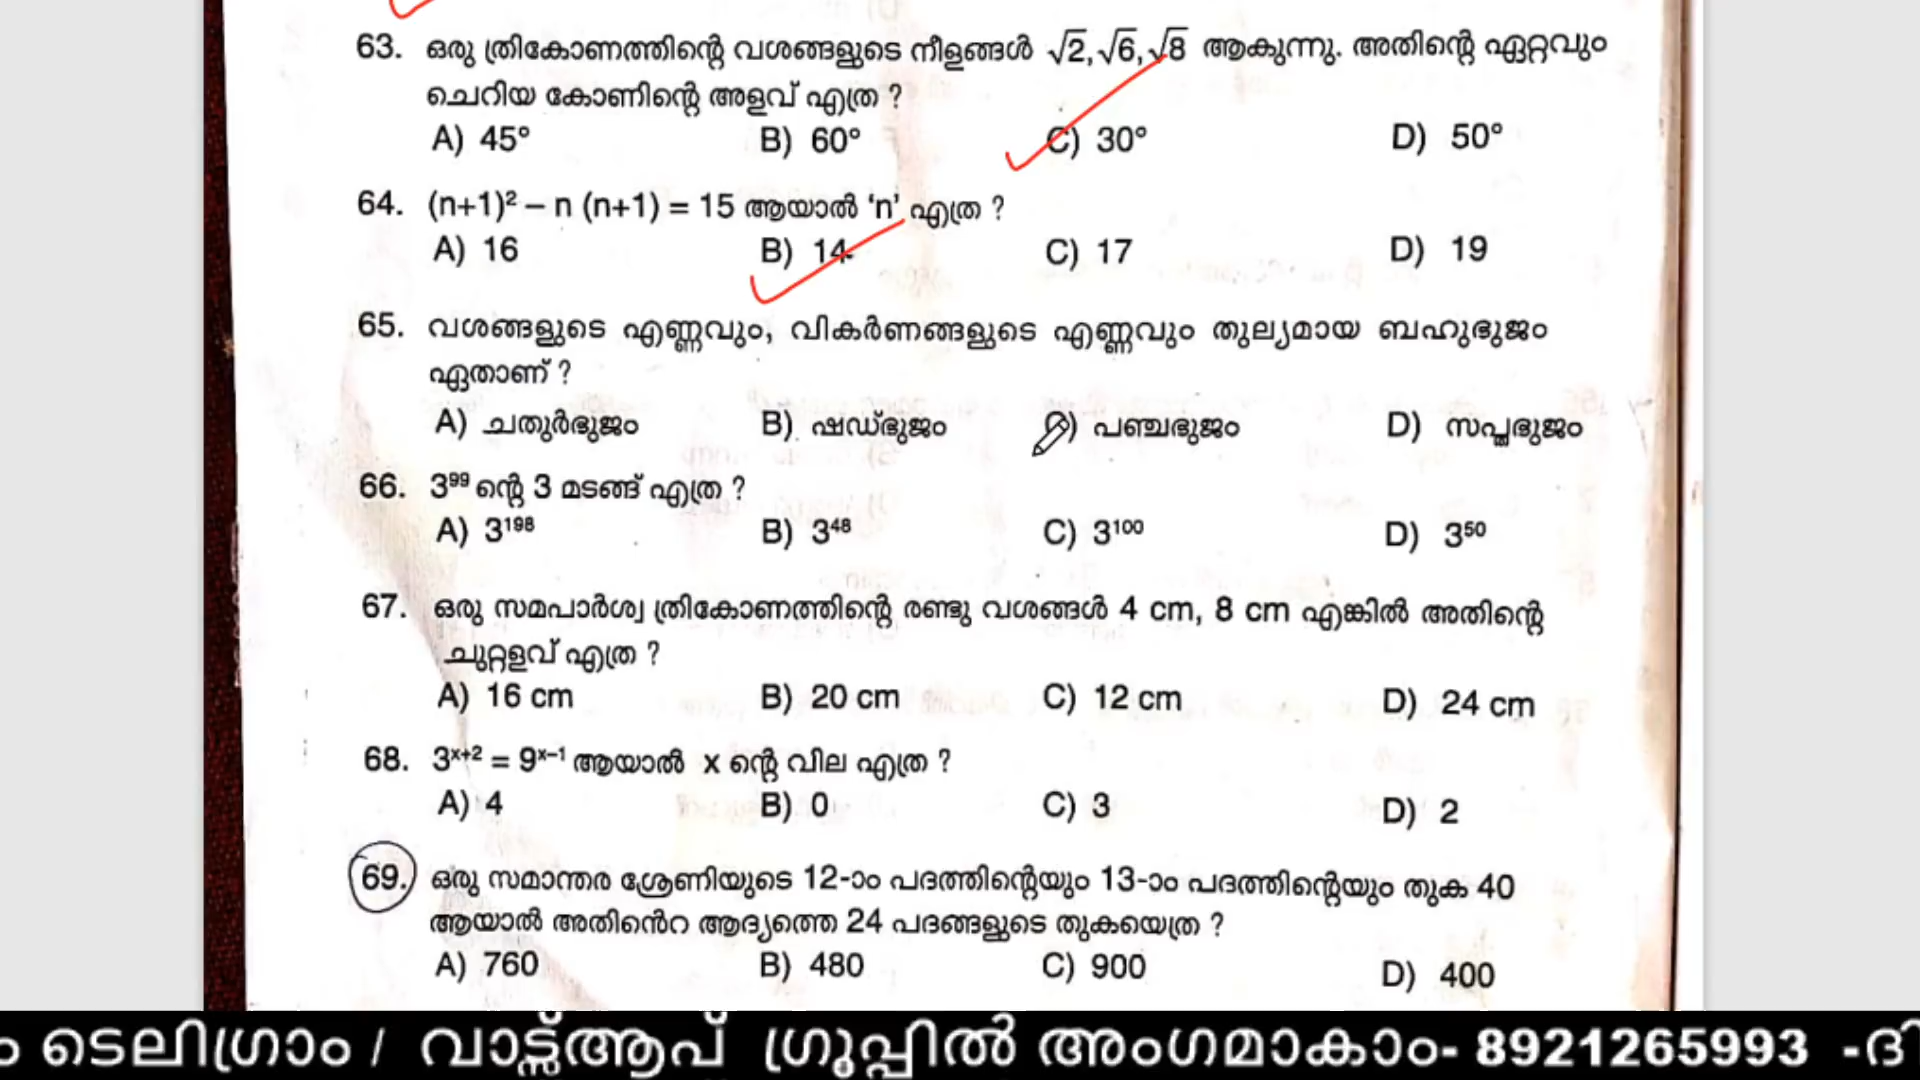 63. ഒരു ത്രികോണത്തിന്റെ വശങ്ങളുടെ നീളങ്ങൾ √2,√6,√8 ആകുന്നു. അതിന്റെ ഏറ്റവും
ചെറിയ കോണിന്റെ അളവ് എത്ര ?
A) 45° B) 60° C) 30° D) 50°
64. (n+1)² – n (n+1) = 15 ആയാൽ ‘n’ എത്ര ?
A) 16 B) 14 C) 17 D) 19
65. വശങ്ങളുടെ എണ്ണവും, വികർണങ്ങളുടെ എണ്ണവും തുല്യമായ ബഹുഭുജം
ഏതാണ് ?
A) ചതുർഭുജം B) ഷഡ്ഭുജം C) പഞ്ചഭുജം D) സപ്തഭുജം
66. 3⁹⁹ ന്റെ 3 മടങ്ങ് എത്ര ?
A) 3¹⁹⁸ B) 3⁴⁸ C) 3¹⁰⁰ D) 3⁵⁰
67. ഒരു സമപാർശ്വ ത്രികോണത്തിന്റെ രണ്ടു വശങ്ങൾ 4 cm, 8 cm എങ്കിൽ അതിന്റെ
ചുറ്റളവ് എത്ര ?
A) 16 cm B) 20 cm C) 12 cm D) 24 cm
68. 3ˣ⁺² = 9ˣ⁻¹ ആയാൽ x ന്റെ വില എത്ര ?
A) 4 B) 0 C) 3 D) 2
69. ഒരു സമാന്തര ശ്രേണിയുടെ 12-ാം പദത്തിന്റെയും 13-ാം പദത്തിന്റെയും തുക 40
ആയാൽ അതിൻെറ ആദ്യത്തെ 24 പദങ്ങളുടെ തുകയെത്ര ?
A) 760 B) 480 C) 900 D) 400
ടെലിഗ്രാം / വാട്സ്ആപ് ഗ്രൂപ്പിൽ അംഗമാകാം- 8921265993 -ദി